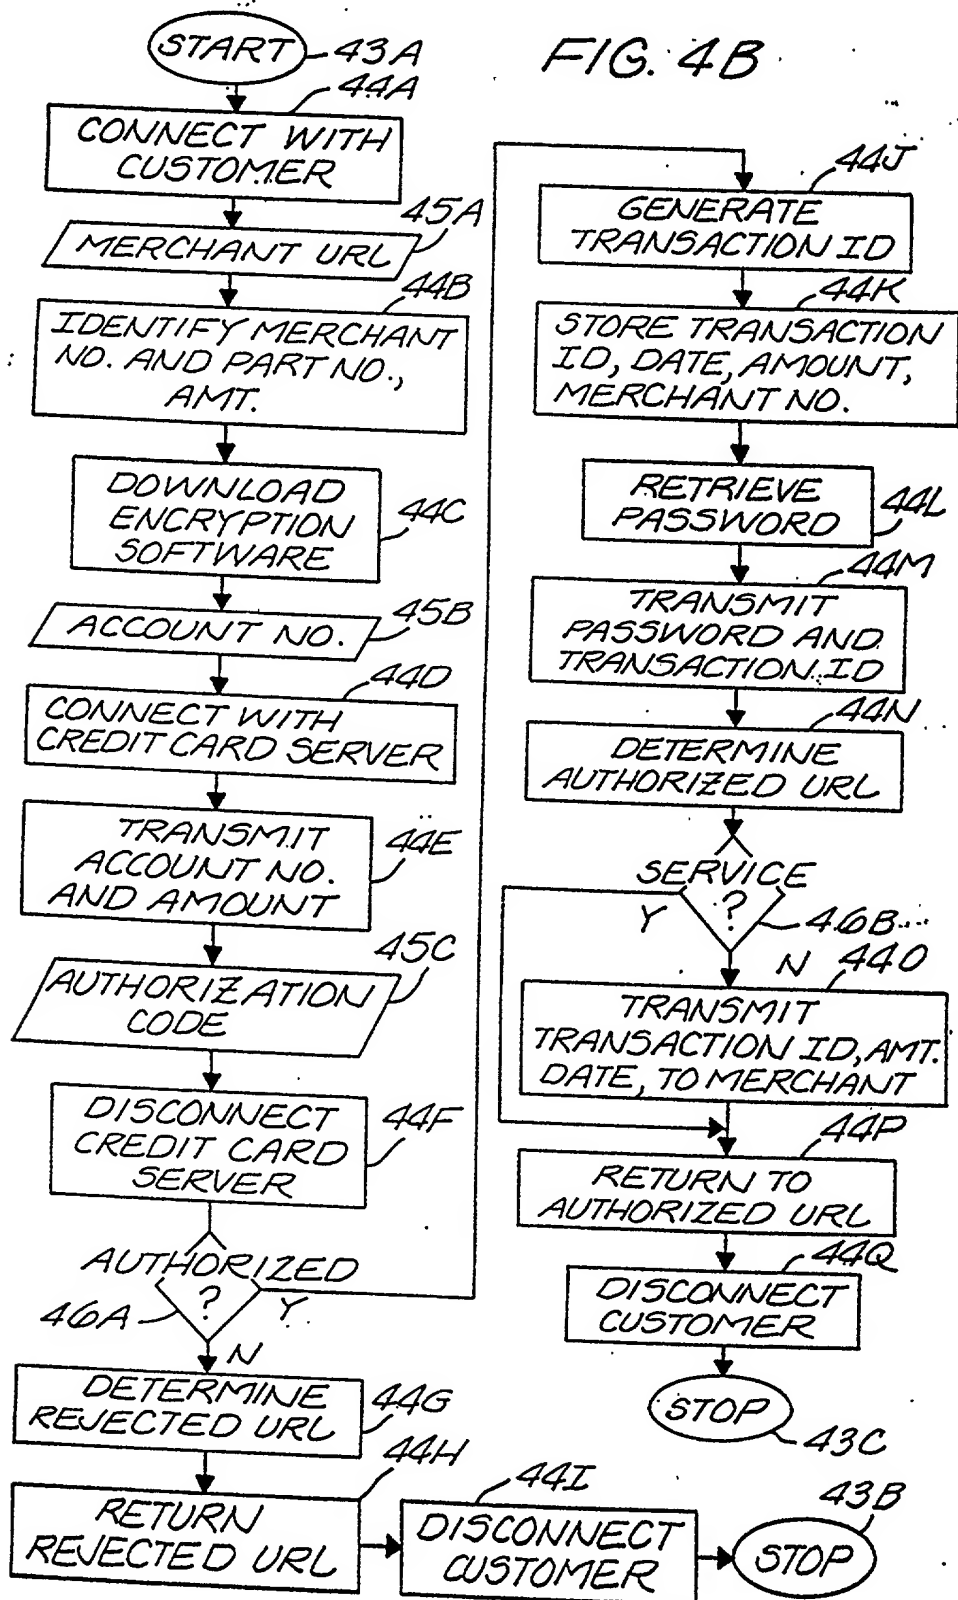 FIG. 4B
START
43A
44A
CONNECT WITH
CUSTOMER
45A
MERCHANT URL
44B
IDENTIFY MERCHANT
NO. AND PART NO.,
AMT.
DOWNLOAD
ENCRYPTION
SOFTWARE
44C
45B
ACCOUNT NO.
44D
CONNECT WITH
CREDIT CARD SERVER
TRANSMIT
ACCOUNT NO.
AND AMOUNT
44E
45C
AUTHORIZATION
CODE
DISCONNECT
CREDIT CARD
SERVER
44F
AUTHORIZED
?
Y
46A
N
DETERMINE
REJECTED URL
44G
44H
RETURN
REJECTED URL
44I
DISCONNECT
CUSTOMER
43B
STOP
44J
GENERATE
TRANSACTION ID
44K
STORE TRANSACTION
ID, DATE, AMOUNT,
MERCHANT NO.
RETRIEVE
PASSWORD
44L
44M
TRANSMIT
PASSWORD AND
TRANSACTION ID
44N
DETERMINE
AUTHORIZED URL
SERVICE
?
Y
46B
N
44O
TRANSMIT
TRANSACTION ID, AMT.
DATE, TO MERCHANT
44P
RETURN TO
AUTHORIZED URL
44Q
DISCONNECT
CUSTOMER
STOP
43C